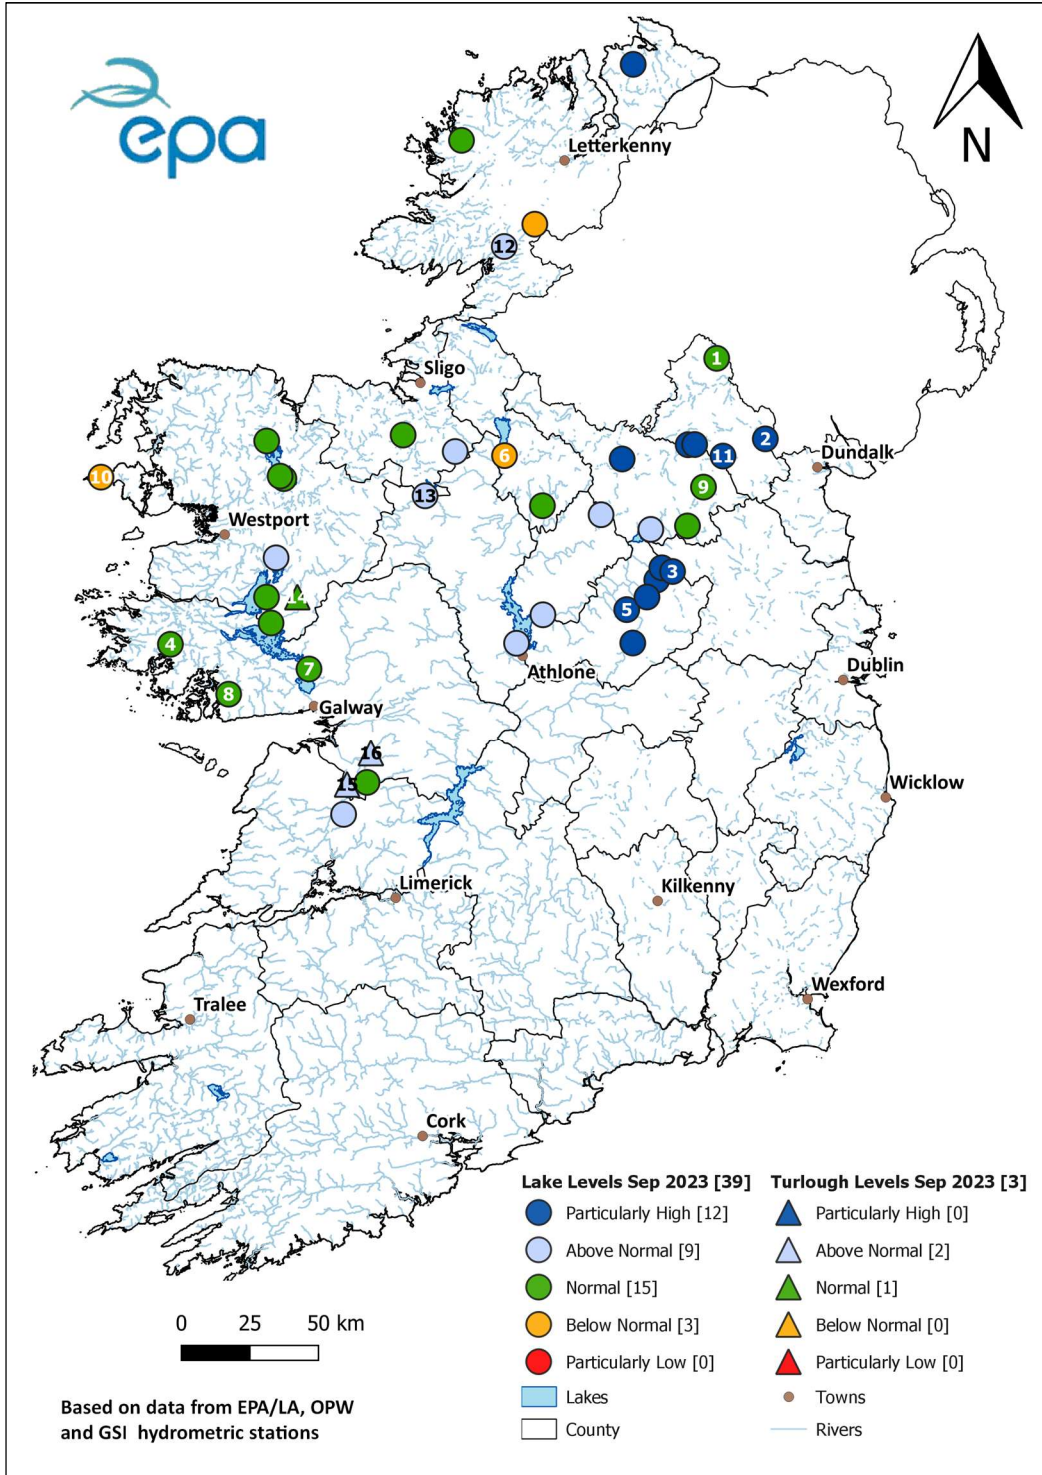 epa
N
Letterkenny
12
1
Sligo
2
11
Dundalk
6
10
9
13
Westport
3
14
5
4
7
Athlone
Dublin
8
Galway
16
15
Wicklow
Limerick
Kilkenny
Wexford
Tralee
Cork
Lake Levels Sep 2023 [39]
Particularly High [12]
Above Normal [9]
Normal [15]
Below Normal [3]
Particularly Low [0]
Lakes
County
Turlough Levels Sep 2023 [3]
Particularly High [0]
Above Normal [2]
Normal [1]
Below Normal [0]
Particularly Low [0]
Towns
Rivers
0 25 50 km
Based on data from EPA/LA, OPW
and GSI hydrometric stations